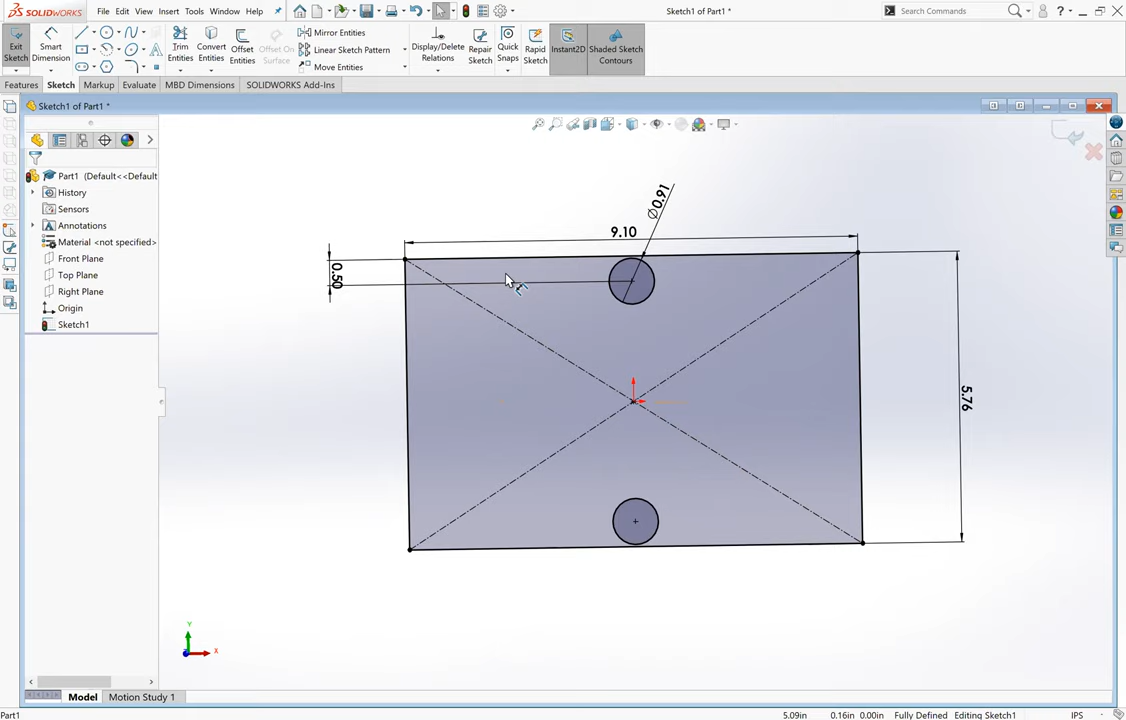 SOLIDWORKS File Edit View Insert Tools Window Help Sketch1 of Part1 * Search Commands
Exit Sketch
Smart Dimension
Trim Entities
Convert Entities
Offset Entities
Offset On Surface
Mirror Entities
Linear Sketch Pattern
Move Entities
Display/Delete Relations
Repair Sketch
Quick Snaps
Rapid Sketch
Instant2D
Shaded Sketch Contours
Features Sketch Markup Evaluate MBD Dimensions SOLIDWORKS Add-Ins
Sketch1 of Part1 *
Part1 (Default<<Default
History
Sensors
Annotations
Material <not specified>
Front Plane
Top Plane
Right Plane
Origin
Sketch1
Ø0.91
9.10
0.50
5.76
Y
X
Model Motion Study 1
Part1 5.09in 0.16in 0.00in Fully Defined Editing Sketch1 IPS